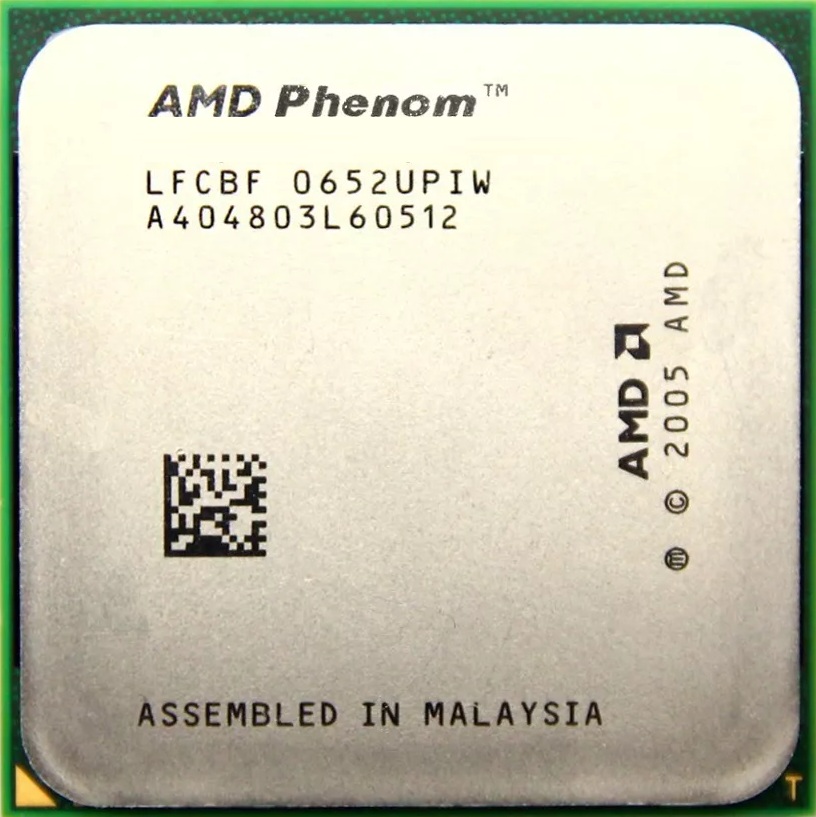 AMD Phenom™
LFCBF 0652UPIW
A404803L60512
AMD
ⓜ © 2005 AMD
ASSEMBLED IN MALAYSIA
T